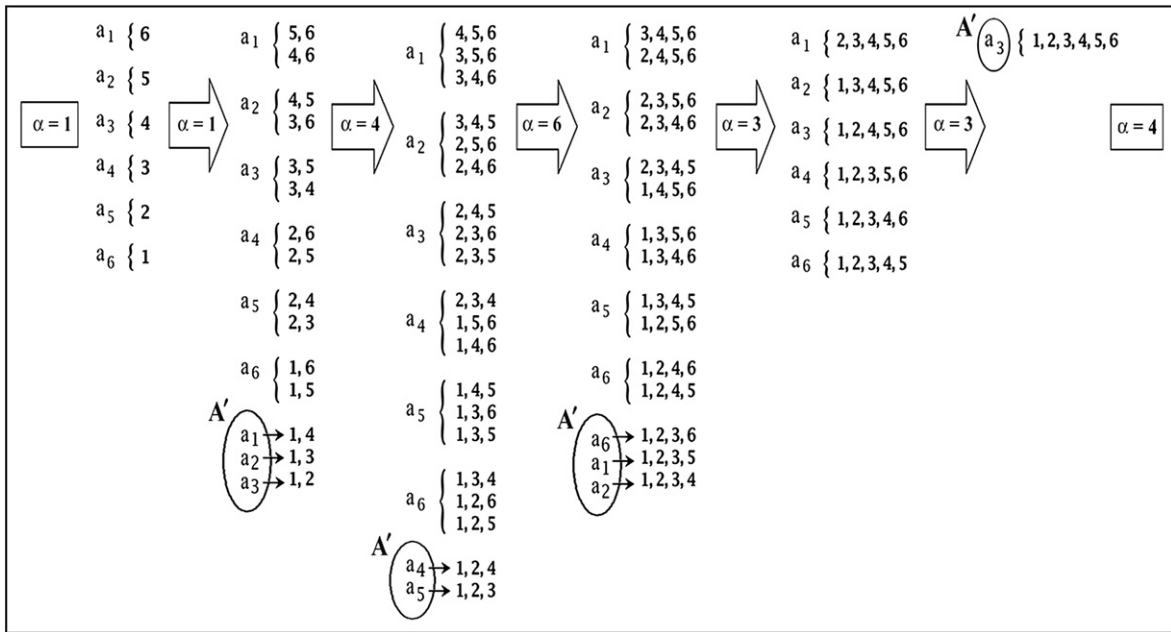 α = 1
a1 { 6
a2 { 5
a3 { 4
a4 { 3
a5 { 2
a6 { 1
α = 1
a1 { 5, 6
4, 6
a2 { 4, 5
3, 6
a3 { 3, 5
3, 4
a4 { 2, 6
2, 5
a5 { 2, 4
2, 3
a6 { 1, 6
1, 5
A′
a1 → 1, 4
a2 → 1, 3
a3 → 1, 2
α = 4
a1 { 4, 5, 6
3, 5, 6
3, 4, 6
a2 { 3, 4, 5
2, 5, 6
2, 4, 6
a3 { 2, 4, 5
2, 3, 6
2, 3, 5
a4 { 2, 3, 4
1, 5, 6
1, 4, 6
a5 { 1, 4, 5
1, 3, 6
1, 3, 5
a6 { 1, 3, 4
1, 2, 6
1, 2, 5
A′
a4 → 1, 2, 4
a5 → 1, 2, 3
α = 6
a1 { 3, 4, 5, 6
2, 4, 5, 6
a2 { 2, 3, 5, 6
2, 3, 4, 6
a3 { 2, 3, 4, 5
1, 4, 5, 6
a4 { 1, 3, 5, 6
1, 3, 4, 6
a5 { 1, 3, 4, 5
1, 2, 5, 6
a6 { 1, 2, 4, 6
1, 2, 4, 5
A′
a6 → 1, 2, 3, 6
a1 → 1, 2, 3, 5
a2 → 1, 2, 3, 4
α = 3
a1 { 2, 3, 4, 5, 6
a2 { 1, 3, 4, 5, 6
a3 { 1, 2, 4, 5, 6
a4 { 1, 2, 3, 5, 6
a5 { 1, 2, 3, 4, 6
a6 { 1, 2, 3, 4, 5
α = 3
A′
a3 { 1, 2, 3, 4, 5, 6
α = 4